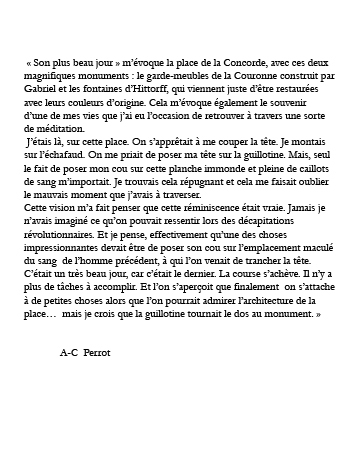 « Son plus beau jour » m'évoque la place de la Concorde, avec ces deux
magnifiques monuments : le garde-meubles de la Couronne construit par
Gabriel et les fontaines d'Hittorff, qui viennent juste d'être restaurées
avec leurs couleurs d'origine. Cela m'évoque également le souvenir
d'une de mes vies que j'ai eu l'occasion de retrouver à travers une sorte
de méditation.
J'étais là, sur cette place. On s'apprêtait à me couper la tête. Je montais
sur l'échafaud. On me priait de poser ma tête sur la guillotine. Mais, seul
le fait de poser mon cou sur cette planche immonde et pleine de caillots
de sang m'importait. Je trouvais cela répugnant et cela me faisait oublier
le mauvais moment que j'avais à traverser.
Cette vision m'a fait penser que cette réminiscence était vraie. Jamais je
n'avais imaginé ce qu'on pouvait ressentir lors des décapitations
révolutionnaires. Et je pense, effectivement qu'une des choses
impressionnantes devait être de poser son cou sur l'emplacement maculé
du sang de l'homme précédent, à qui l'on venait de trancher la tête.
C'était un très beau jour, car c'était le dernier. La course s'achève. Il n'y a
plus de tâches à accomplir. Et l'on s'aperçoit que finalement on s'attache
à de petites choses alors que l'on pourrait admirer l'architecture de la
place… mais je crois que la guillotine tournait le dos au monument. »
A-C Perrot